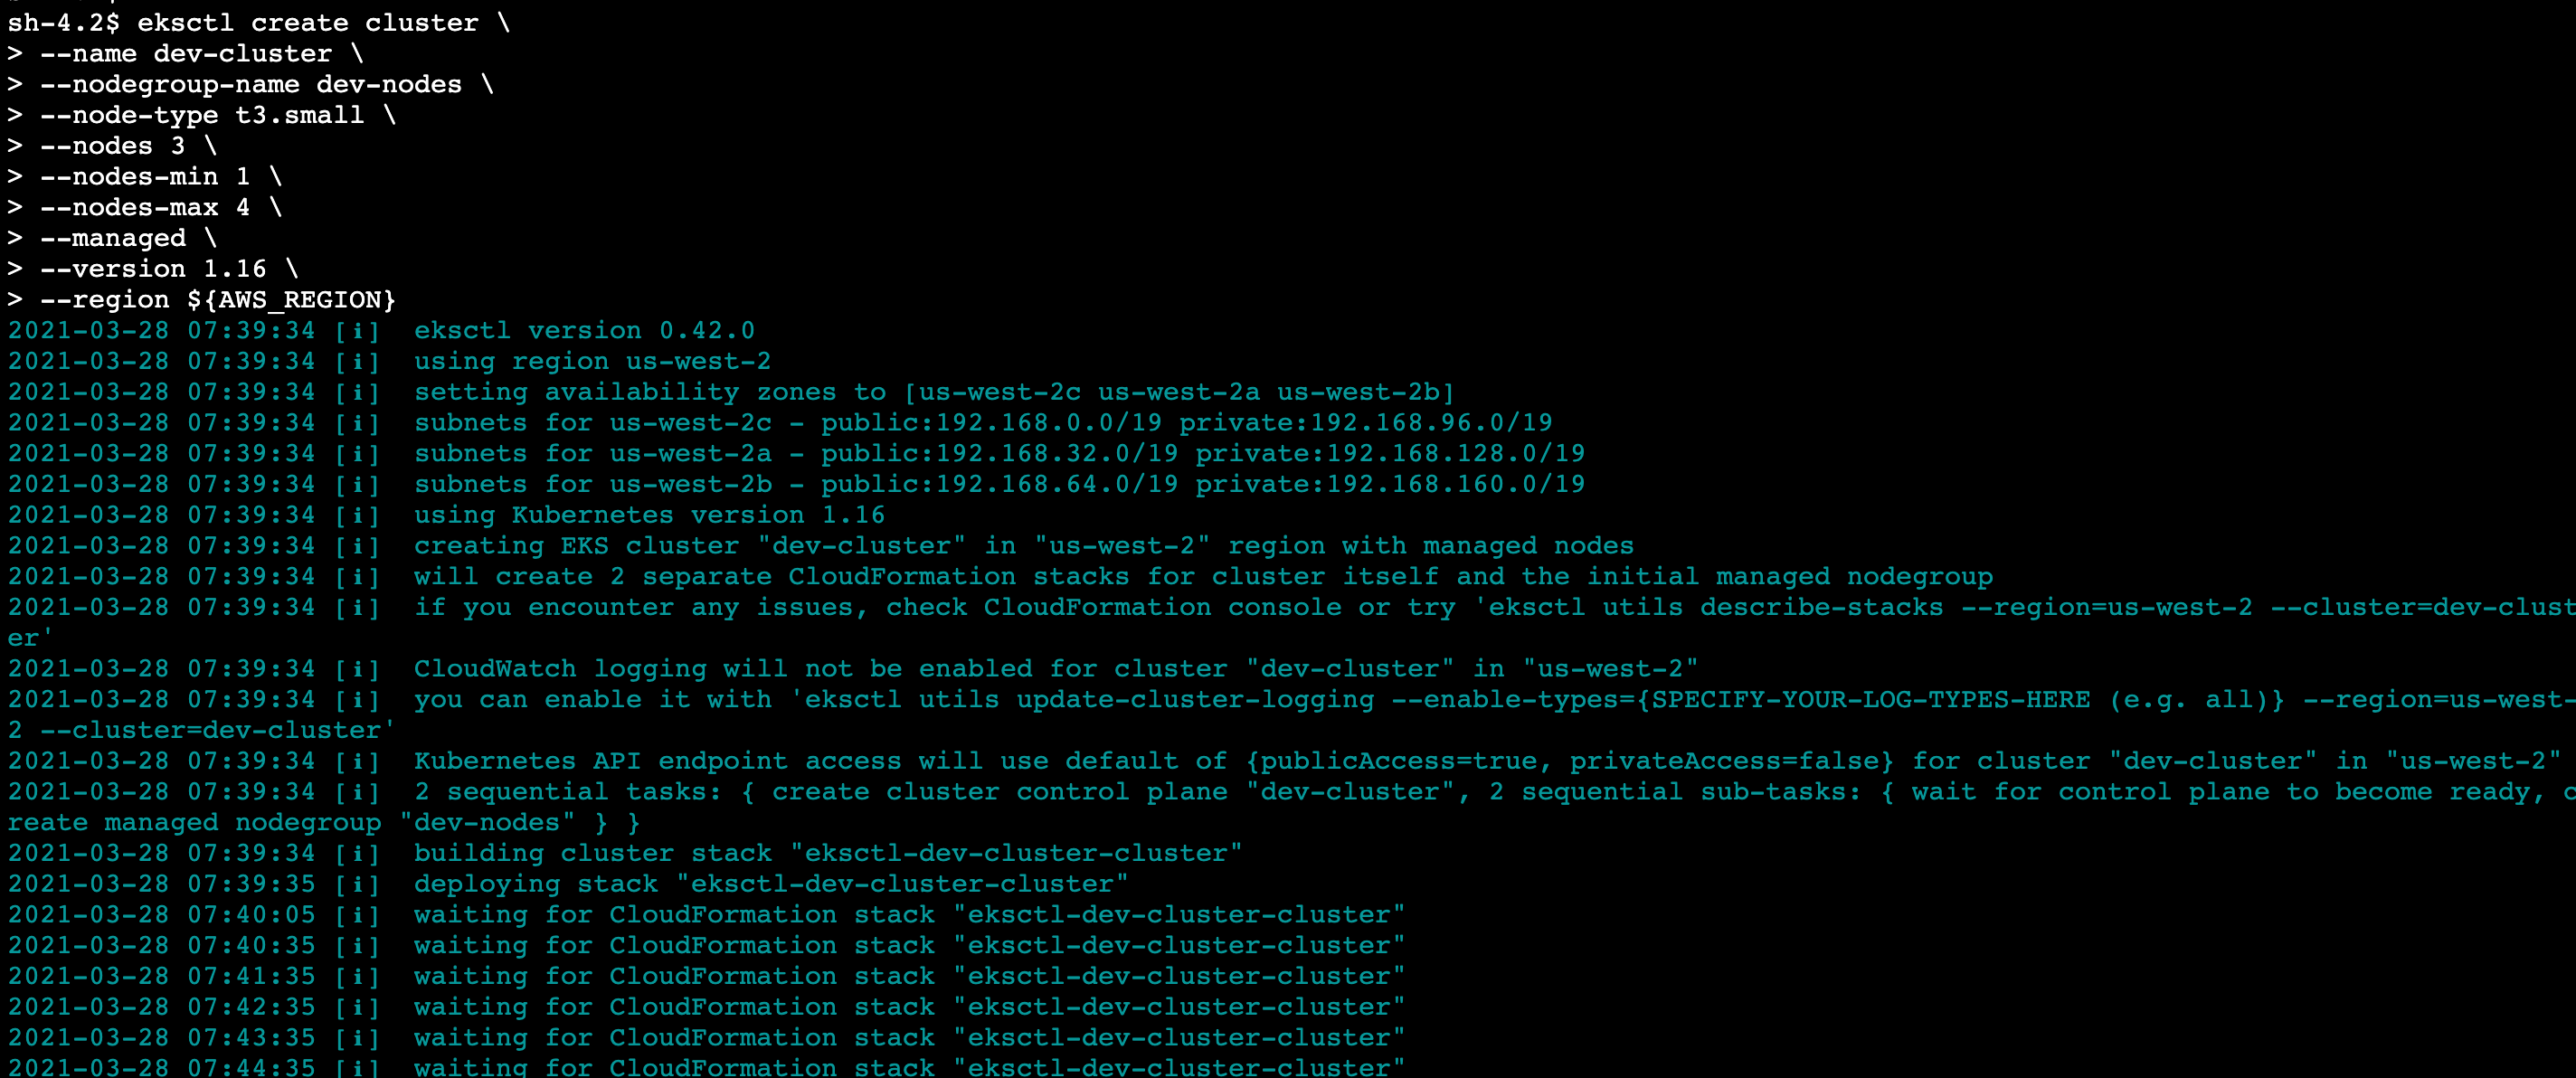 sh-4.2$ eksctl create cluster \
> --name dev-cluster \
> --nodegroup-name dev-nodes \
> --node-type t3.small \
> --nodes 3 \
> --nodes-min 1 \
> --nodes-max 4 \
> --managed \
> --version 1.16 \
> --region ${AWS_REGION}
2021-03-28 07:39:34 [ℹ]  eksctl version 0.42.0
2021-03-28 07:39:34 [ℹ]  using region us-west-2
2021-03-28 07:39:34 [ℹ]  setting availability zones to [us-west-2c us-west-2a us-west-2b]
2021-03-28 07:39:34 [ℹ]  subnets for us-west-2c - public:192.168.0.0/19 private:192.168.96.0/19
2021-03-28 07:39:34 [ℹ]  subnets for us-west-2a - public:192.168.32.0/19 private:192.168.128.0/19
2021-03-28 07:39:34 [ℹ]  subnets for us-west-2b - public:192.168.64.0/19 private:192.168.160.0/19
2021-03-28 07:39:34 [ℹ]  using Kubernetes version 1.16
2021-03-28 07:39:34 [ℹ]  creating EKS cluster "dev-cluster" in "us-west-2" region with managed nodes
2021-03-28 07:39:34 [ℹ]  will create 2 separate CloudFormation stacks for cluster itself and the initial managed nodegroup
2021-03-28 07:39:34 [ℹ]  if you encounter any issues, check CloudFormation console or try 'eksctl utils describe-stacks --region=us-west-2 --cluster=dev-clust
er'
2021-03-28 07:39:34 [ℹ]  CloudWatch logging will not be enabled for cluster "dev-cluster" in "us-west-2"
2021-03-28 07:39:34 [ℹ]  you can enable it with 'eksctl utils update-cluster-logging --enable-types={SPECIFY-YOUR-LOG-TYPES-HERE (e.g. all)} --region=us-west-
2 --cluster=dev-cluster'
2021-03-28 07:39:34 [ℹ]  Kubernetes API endpoint access will use default of {publicAccess=true, privateAccess=false} for cluster "dev-cluster" in "us-west-2"
2021-03-28 07:39:34 [ℹ]  2 sequential tasks: { create cluster control plane "dev-cluster", 2 sequential sub-tasks: { wait for control plane to become ready, c
reate managed nodegroup "dev-nodes" } }
2021-03-28 07:39:34 [ℹ]  building cluster stack "eksctl-dev-cluster-cluster"
2021-03-28 07:39:35 [ℹ]  deploying stack "eksctl-dev-cluster-cluster"
2021-03-28 07:40:05 [ℹ]  waiting for CloudFormation stack "eksctl-dev-cluster-cluster"
2021-03-28 07:40:35 [ℹ]  waiting for CloudFormation stack "eksctl-dev-cluster-cluster"
2021-03-28 07:41:35 [ℹ]  waiting for CloudFormation stack "eksctl-dev-cluster-cluster"
2021-03-28 07:42:35 [ℹ]  waiting for CloudFormation stack "eksctl-dev-cluster-cluster"
2021-03-28 07:43:35 [ℹ]  waiting for CloudFormation stack "eksctl-dev-cluster-cluster"
2021-03-28 07:44:35 [ℹ]  waiting for CloudFormation stack "eksctl-dev-cluster-cluster"